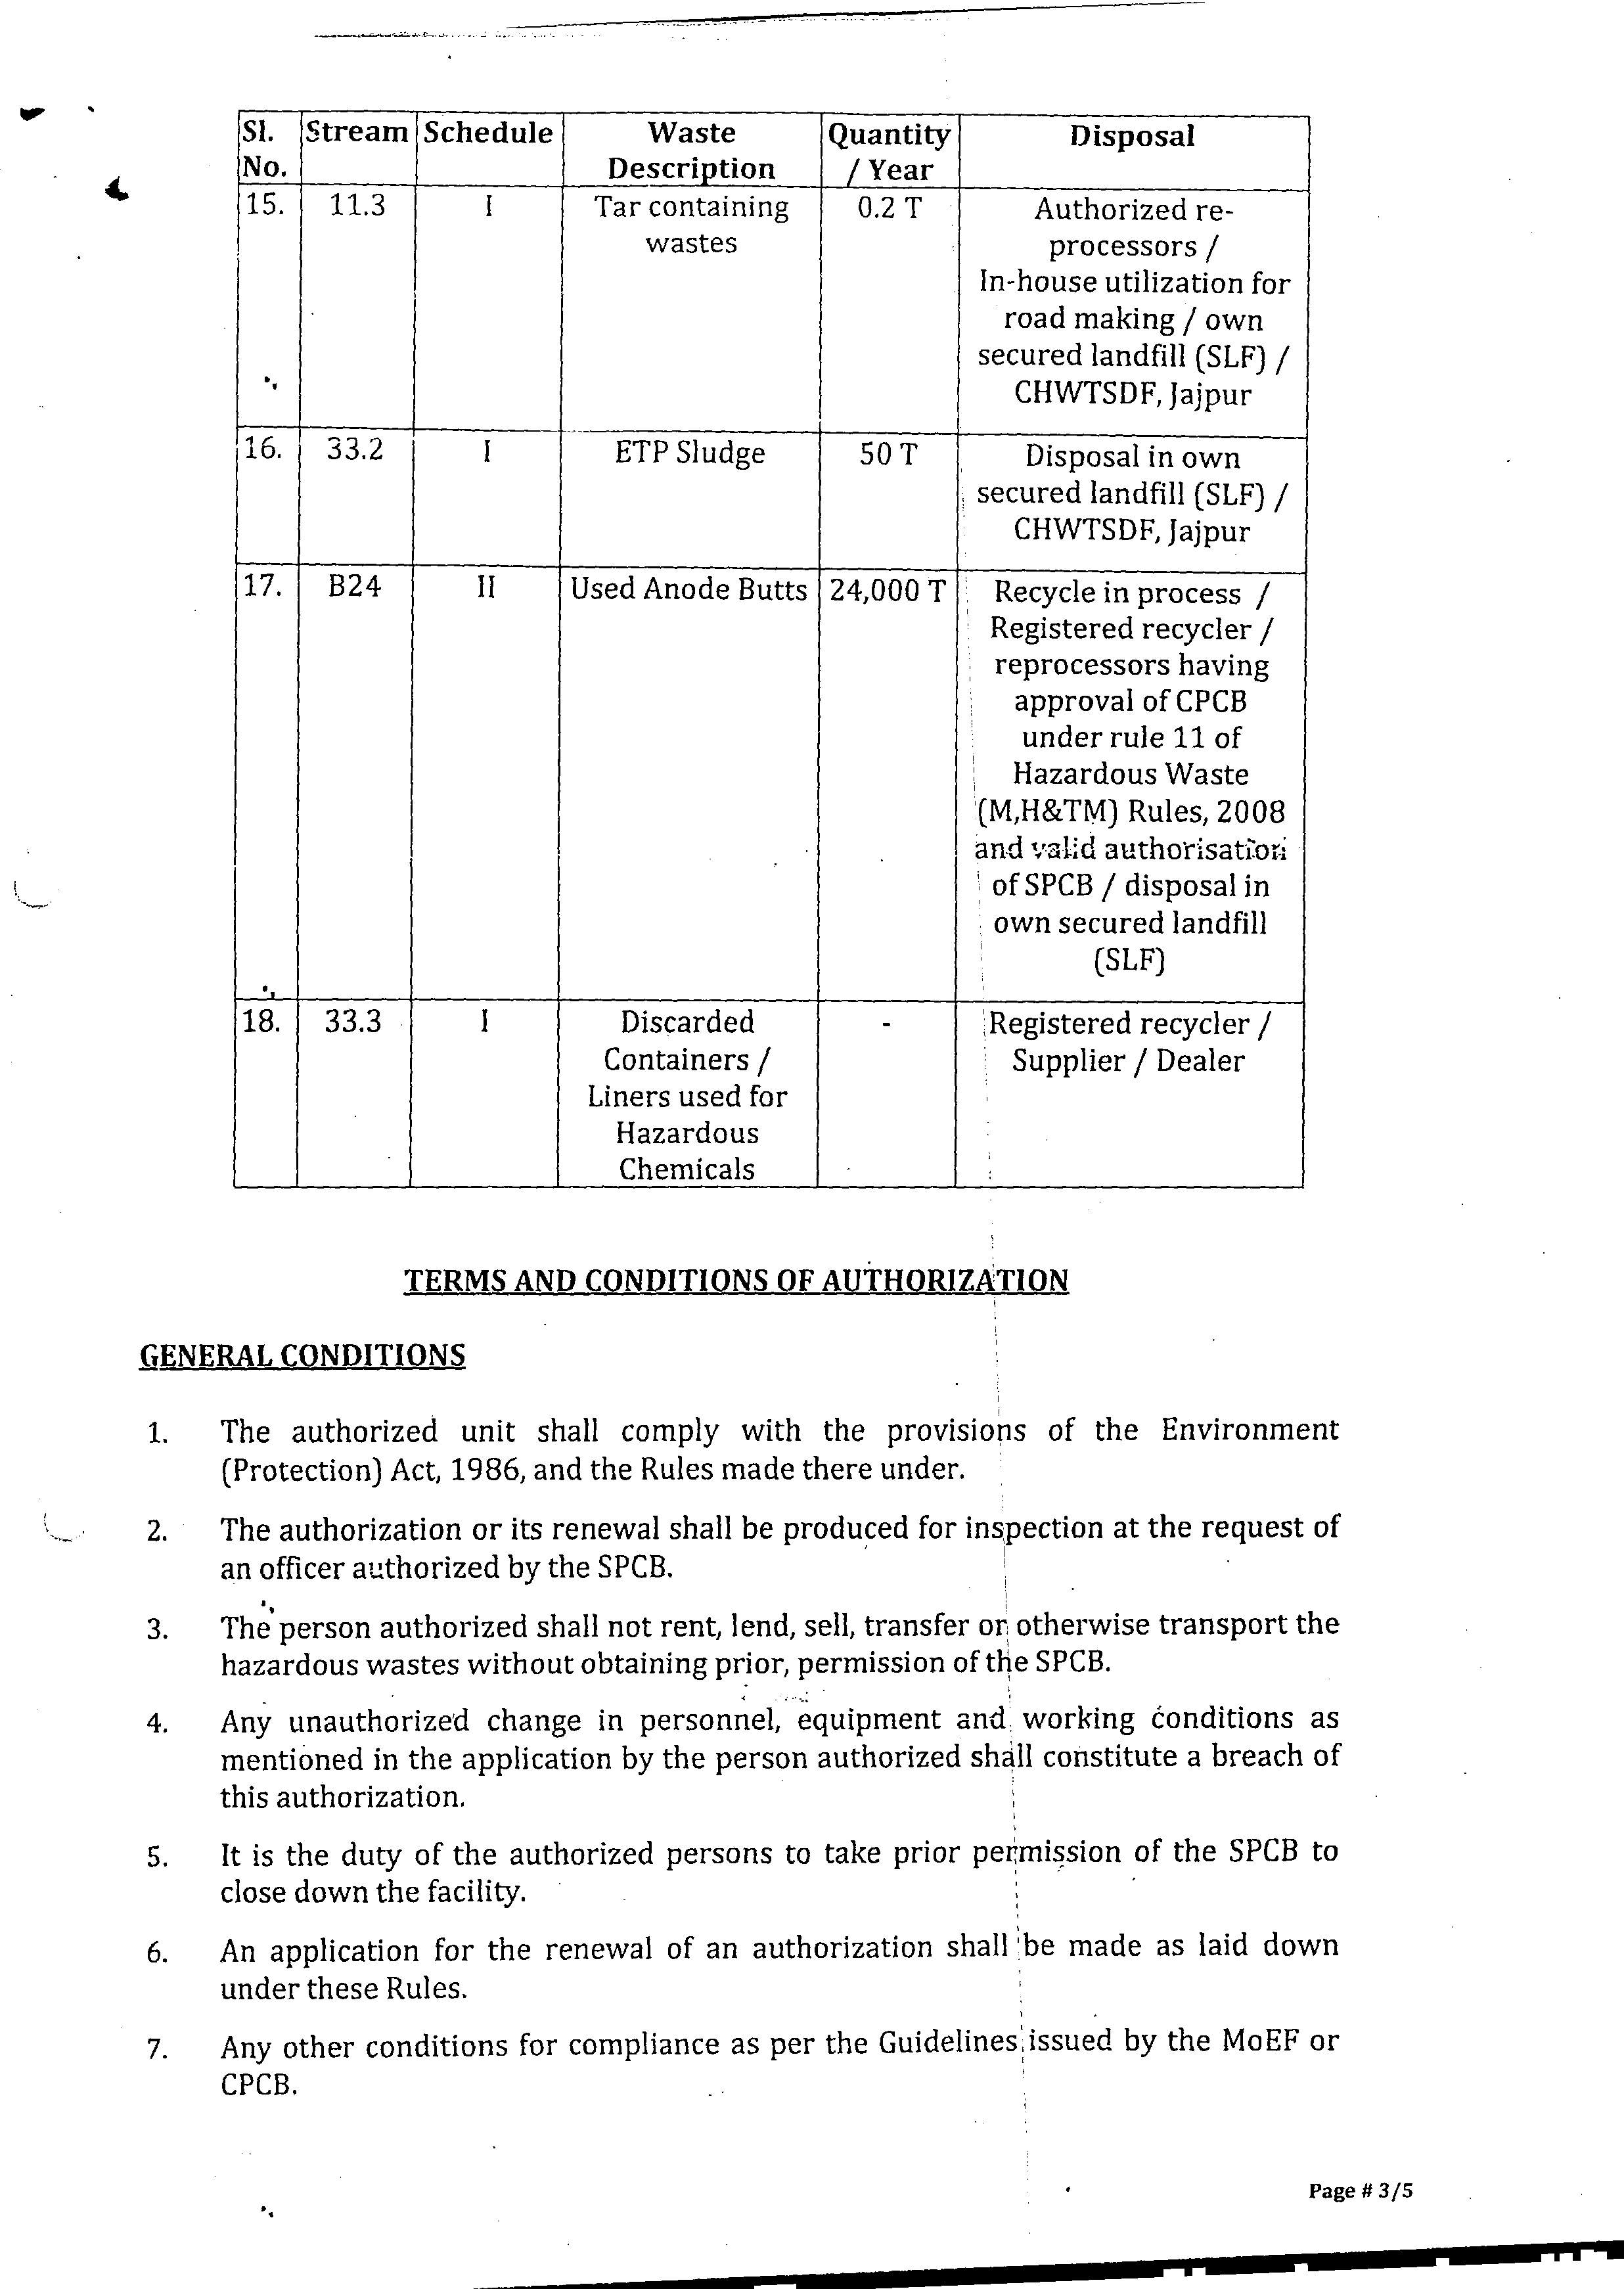 Sl. Stream Schedule Waste Quantity Disposal
No. Description / Year
15. 11.3 I Tar containing 0.2 T Authorized re-
wastes processors /
In-house utilization for
road making / own
secured landfill (SLF) /
CHWTSDF, Jajpur
16. 33.2 I ETP Sludge 50 T Disposal in own
secured landfill (SLF) /
CHWTSDF, Jajpur
17. B24 II Used Anode Butts 24,000 T Recycle in process /
Registered recycler /
reprocessors having
approval of CPCB
under rule 11 of
Hazardous Waste
(M,H&TM) Rules, 2008
and valid authorisation
of SPCB / disposal in
own secured landfill
(SLF)
18. 33.3 I Discarded - Registered recycler /
Containers / Supplier / Dealer
Liners used for
Hazardous
Chemicals
TERMS AND CONDITIONS OF AUTHORIZATION
GENERAL CONDITIONS
1. The authorized unit shall comply with the provisions of the Environment
(Protection) Act, 1986, and the Rules made there under.
2. The authorization or its renewal shall be produced for inspection at the request of
an officer authorized by the SPCB.
3. The person authorized shall not rent, lend, sell, transfer or otherwise transport the
hazardous wastes without obtaining prior, permission of the SPCB.
4. Any unauthorized change in personnel, equipment and working conditions as
mentioned in the application by the person authorized shall constitute a breach of
this authorization.
5. It is the duty of the authorized persons to take prior permission of the SPCB to
close down the facility.
6. An application for the renewal of an authorization shall be made as laid down
under these Rules.
7. Any other conditions for compliance as per the Guidelines issued by the MoEF or
CPCB.
Page # 3/5